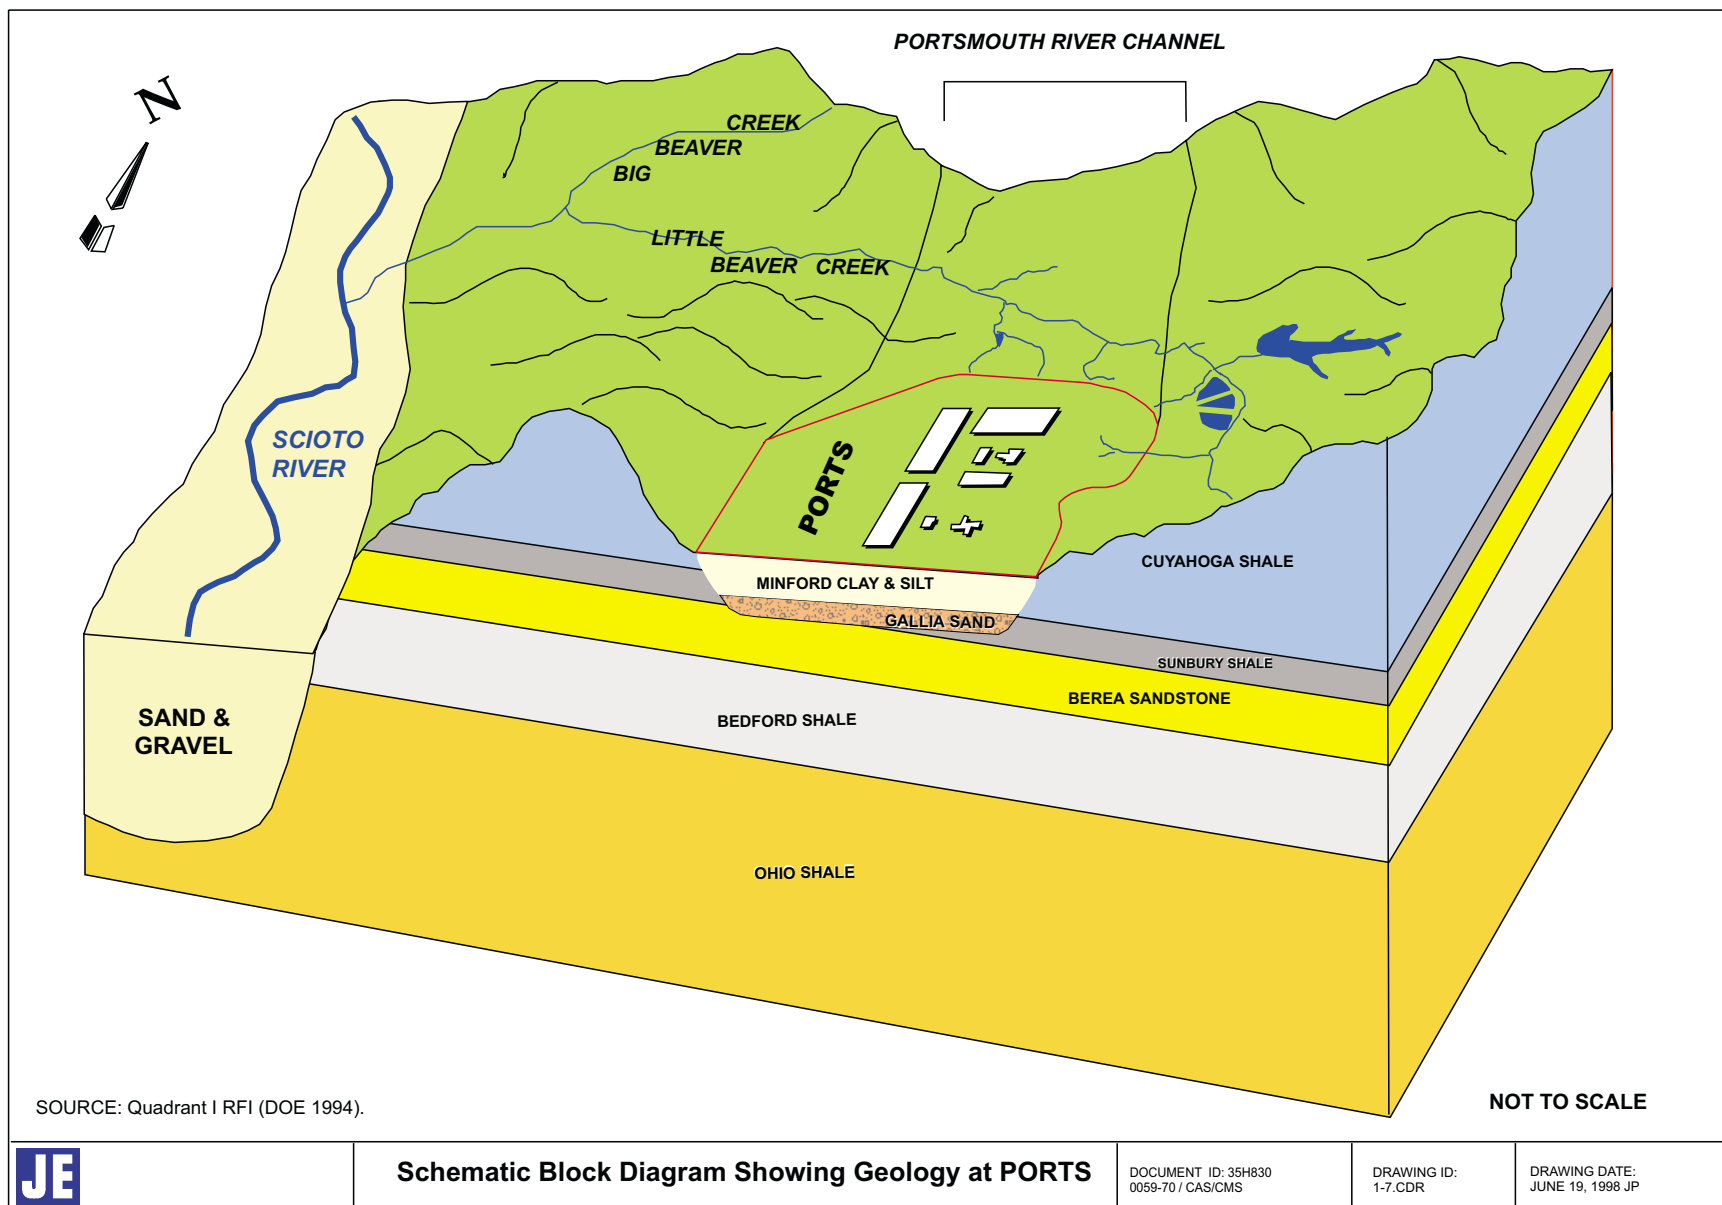 PORTSMOUTH RIVER CHANNEL
N
CREEK
BEAVER
BIG
LITTLE
BEAVER CREEK
SCIOTO
RIVER
PORTS
CUYAHOGA SHALE
MINFORD CLAY & SILT
GALLIA SAND
SUNBURY SHALE
BEREA SANDSTONE
BEDFORD SHALE
SAND &
GRAVEL
OHIO SHALE
SOURCE: Quadrant I RFI (DOE 1994).
NOT TO SCALE
JE
Schematic Block Diagram Showing Geology at PORTS
DOCUMENT ID: 35H830
0059-70 / CAS/CMS
DRAWING ID:
1-7.CDR
DRAWING DATE:
JUNE 19, 1998 JP